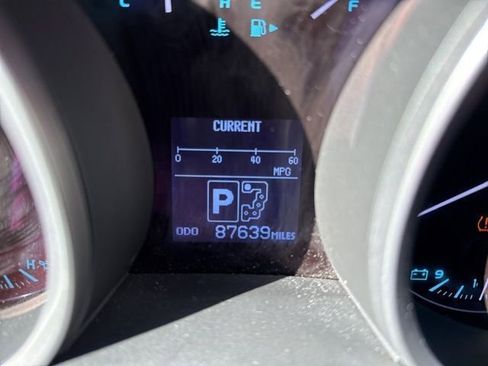 C H E F
CURRENT
0 20 40 60
MPG
P
ODO 87639 MILES
H
9